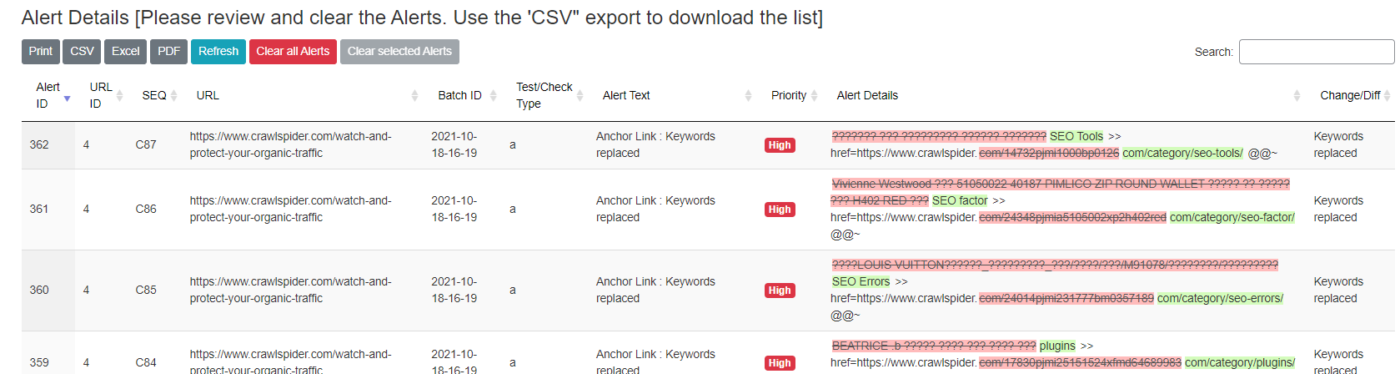 Alert Details [Please review and clear the Alerts. Use the 'CSV" export to download the list]
Print CSV Excel PDF Refresh Clear all Alerts Clear selected Alerts Search:
Alert ID URL ID SEQ URL Batch ID Test/Check Type Alert Text Priority Alert Details Change/Diff
362 4 C87 https://www.crawlspider.com/watch-and- 2021-10- a Anchor Link : Keywords High ??????? ??? ????????? ?????? ??????? SEO Tools >> Keywords
protect-your-organic-traffic 18-16-19 replaced href=https://www.crawlspider. com/14732pjmi1000bp0126 com/category/seo-tools/ @@~ replaced
Vivienne Westwood ??? 51050022 40187 PIMLICO ZIP ROUND WALLET ????? ?? ?????
361 4 C86 https://www.crawlspider.com/watch-and- 2021-10- a Anchor Link : Keywords High ??? H402 RED ??? SEO factor >> Keywords
protect-your-organic-traffic 18-16-19 replaced href=https://www.crawlspider. com/24348pjmia5105002xp2h402red com/category/seo-factor/ replaced
@@~
????LOUIS VUITTON??????_?????????_???/????/???/M91078/????????/?????????
360 4 C85 https://www.crawlspider.com/watch-and- 2021-10- a Anchor Link : Keywords High SEO Errors >> Keywords
protect-your-organic-traffic 18-16-19 replaced href=https://www.crawlspider. com/24014pjmi231777bm0357189 com/category/seo-errors/ replaced
@@~
359 4 C84 https://www.crawlspider.com/watch-and- 2021-10- a Anchor Link : Keywords High BEATRICE .b ????? ???? ??? ???? ??? plugins >> Keywords
protect-your-organic-traffic 18-16-19 replaced href=https://www.crawlspider. com/17830pjmi25151524xfmd64689983 com/category/plugins/ replaced